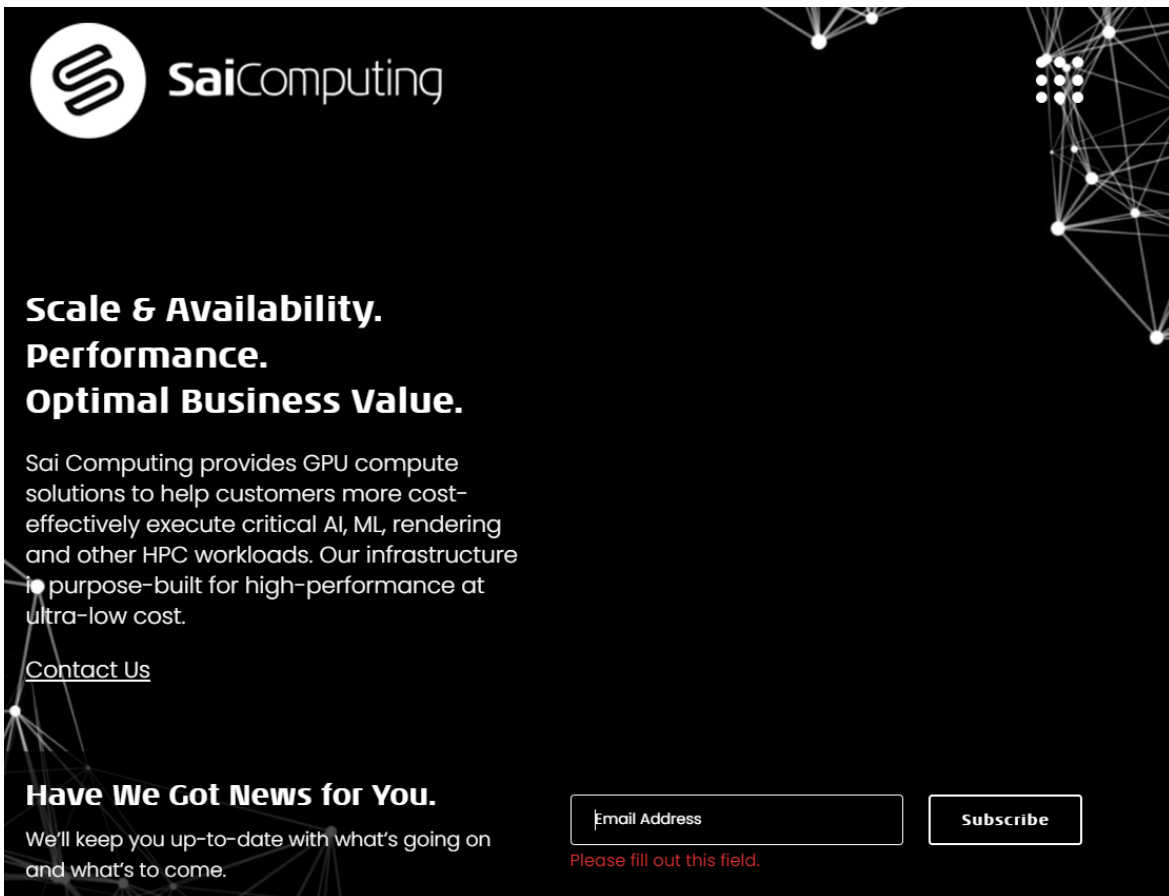 SaiComputing
Scale & Availability.
Performance.
Optimal Business Value.
Sai Computing provides GPU compute
solutions to help customers more cost-
effectively execute critical AI, ML, rendering
and other HPC workloads. Our infrastructure
is purpose-built for high-performance at
ultra-low cost.
Contact Us
Have We Got News for You.
We’ll keep you up-to-date with what’s going on
and what’s to come.
Email Address
Subscribe
Please fill out this field.